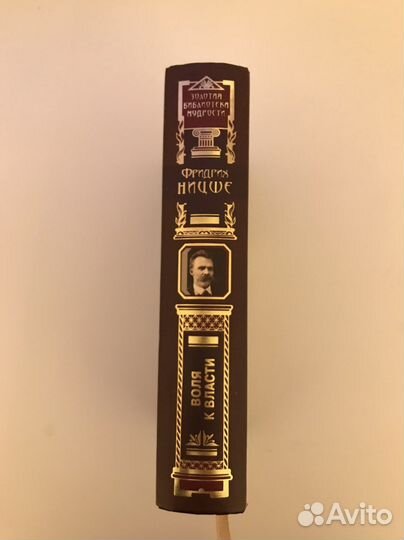 ЗОЛОТАЯ
БИБЛИОТЕКА
МУДРОСТИ
ФРИДРИХ
НИЦШЕ
ВОЛЯ
К ВЛАСТИ
Avito